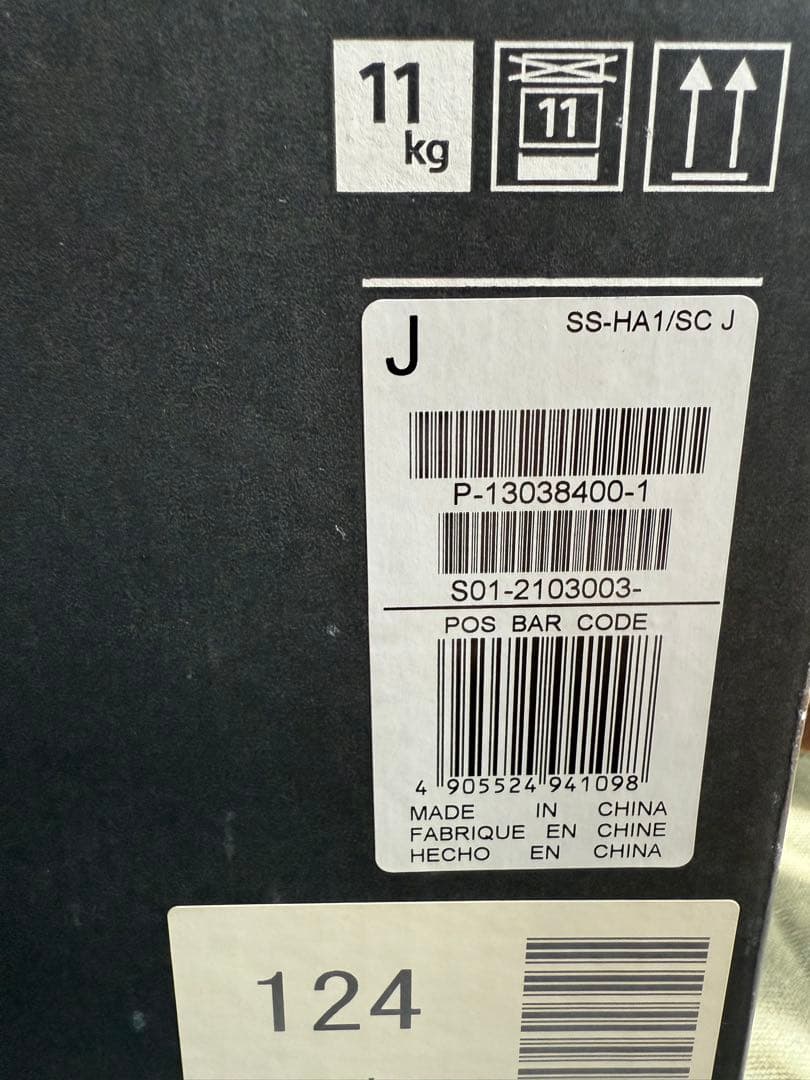 11
kg
11
J
SS-HA1/SC J
P-13038400-1
S01-2103003-
POS BAR CODE
4 905524 941098
MADE IN CHINA
FABRIQUE EN CHINE
HECHO EN CHINA
124